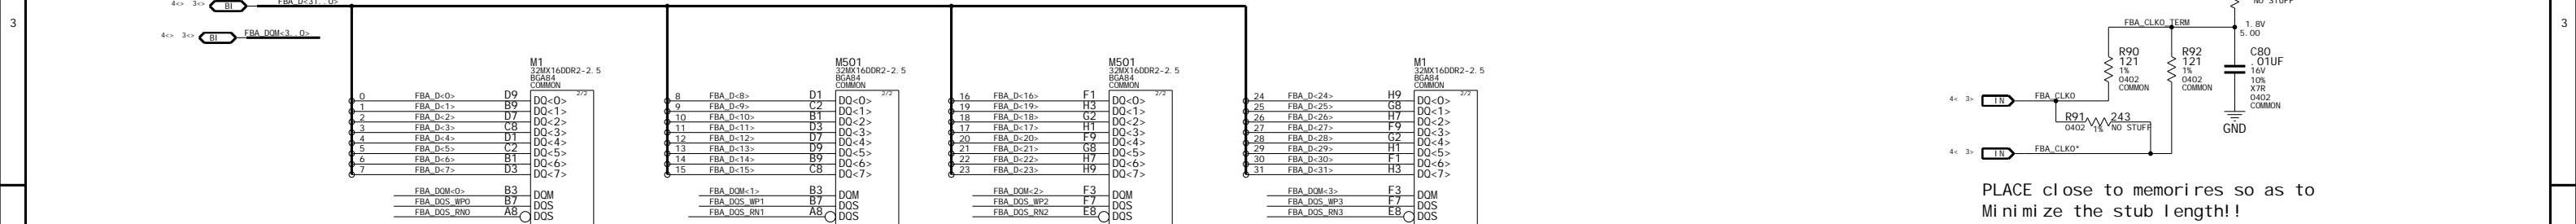 3
4<> 3<> BI FBA_D<31..0>
4<> 3<> BI FBA_DQM<3..0>
M1
32MX16DDR2-2.5
BGA84
COMMON
2/2
0 FBA_D<0> D9 DQ<0>
1 FBA_D<1> B9 DQ<1>
2 FBA_D<2> D7 DQ<2>
3 FBA_D<3> C8 DQ<3>
4 FBA_D<4> D1 DQ<4>
5 FBA_D<5> C2 DQ<5>
6 FBA_D<6> B1 DQ<6>
7 FBA_D<7> D3 DQ<7>
FBA_DQM<0> B3 DQM
FBA_DQS_WP0 B7 DQS
FBA_DQS_RN0 A8 DQS
M501
32MX16DDR2-2.5
BGA84
COMMON
2/2
8 FBA_D<8> D1 DQ<0>
9 FBA_D<9> C2 DQ<1>
10 FBA_D<10> B1 DQ<2>
11 FBA_D<11> D3 DQ<3>
12 FBA_D<12> D7 DQ<4>
13 FBA_D<13> D9 DQ<5>
14 FBA_D<14> B9 DQ<6>
15 FBA_D<15> C8 DQ<7>
FBA_DQM<1> B3 DQM
FBA_DQS_WP1 B7 DQS
FBA_DQS_RN1 A8 DQS
M501
32MX16DDR2-2.5
BGA84
COMMON
2/2
16 FBA_D<16> F1 DQ<0>
19 FBA_D<19> H3 DQ<1>
18 FBA_D<18> G2 DQ<2>
17 FBA_D<17> H1 DQ<3>
20 FBA_D<20> F9 DQ<4>
21 FBA_D<21> G8 DQ<5>
22 FBA_D<22> H7 DQ<6>
23 FBA_D<23> H9 DQ<7>
FBA_DQM<2> F3 DQM
FBA_DQS_WP2 F7 DQS
FBA_DQS_RN2 E8 DQS
M1
32MX16DDR2-2.5
BGA84
COMMON
2/2
24 FBA_D<24> H9 DQ<0>
25 FBA_D<25> G8 DQ<1>
26 FBA_D<26> H7 DQ<2>
27 FBA_D<27> F9 DQ<3>
28 FBA_D<28> G2 DQ<4>
29 FBA_D<29> H1 DQ<5>
30 FBA_D<30> F1 DQ<6>
31 FBA_D<31> H3 DQ<7>
FBA_DQM<3> F3 DQM
FBA_DQS_WP3 F7 DQS
FBA_DQS_RN3 E8 DQS
NO STUFF
FBA_CLK0_TERM
1.8V
5.00
R90
121
1%
0402
COMMON
R92
121
1%
0402
COMMON
C80
.01UF
16V
10%
X7R
0402
COMMON
GND
4< 3> IN FBA_CLK0
R91 243
0402 1% NO STUFF
4< 3> IN FBA_CLK0*
PLACE close to memorires so as to
Minimize the stub length!!
3